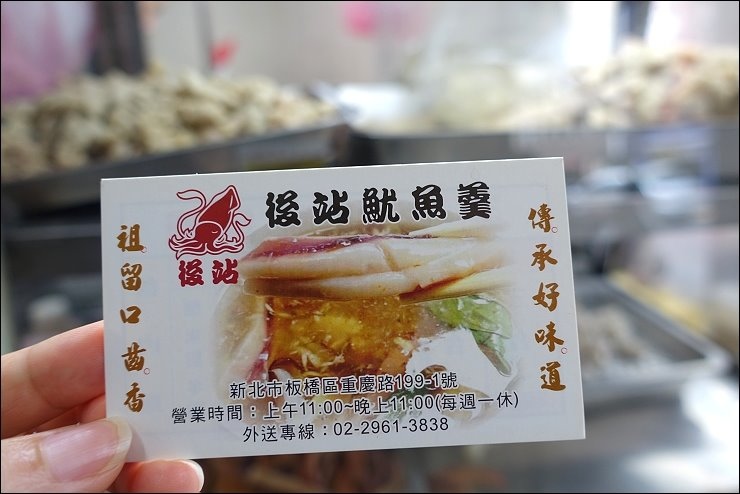 後站魷魚羹
後站
祖留口齒香
傳承好味道
新北市板橋區重慶路199-1號
營業時間：上午11:00~晚上11:00(每週一休)
外送專線：02-2961-3838